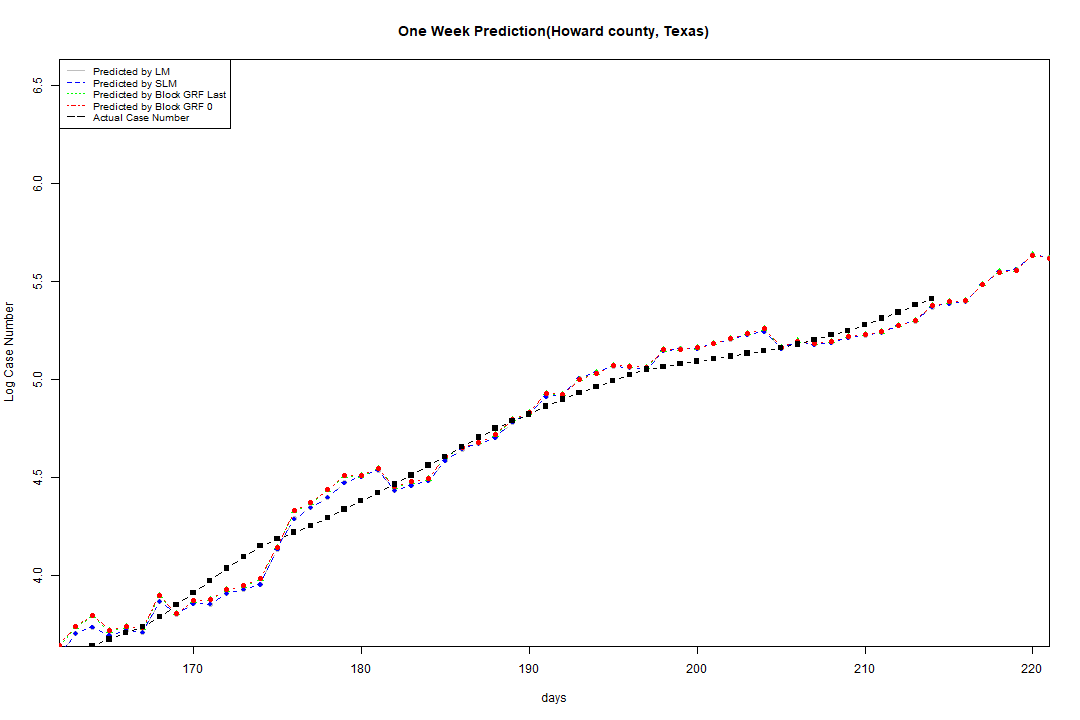 One Week Prediction(Howard county, Texas)
Predicted by LM
Predicted by SLM
Predicted by Block GRF Last
Predicted by Block GRF 0
Actual Case Number
6.5
6.0
5.5
5.0
4.5
4.0
Log Case Number
170 180 190 200 210 220
days